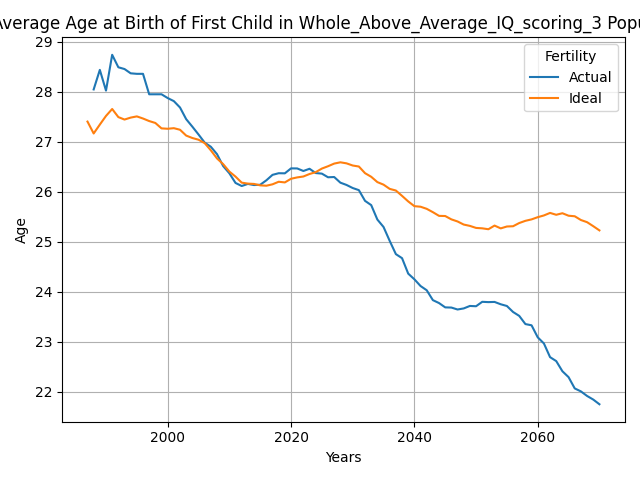 Average Age at Birth of First Child in Whole_Above_Average_IQ_scoring_3
Fertility
Actual
Ideal
29
28
27
26
25
24
23
22
Age
2000
2020
2040
2060
Years